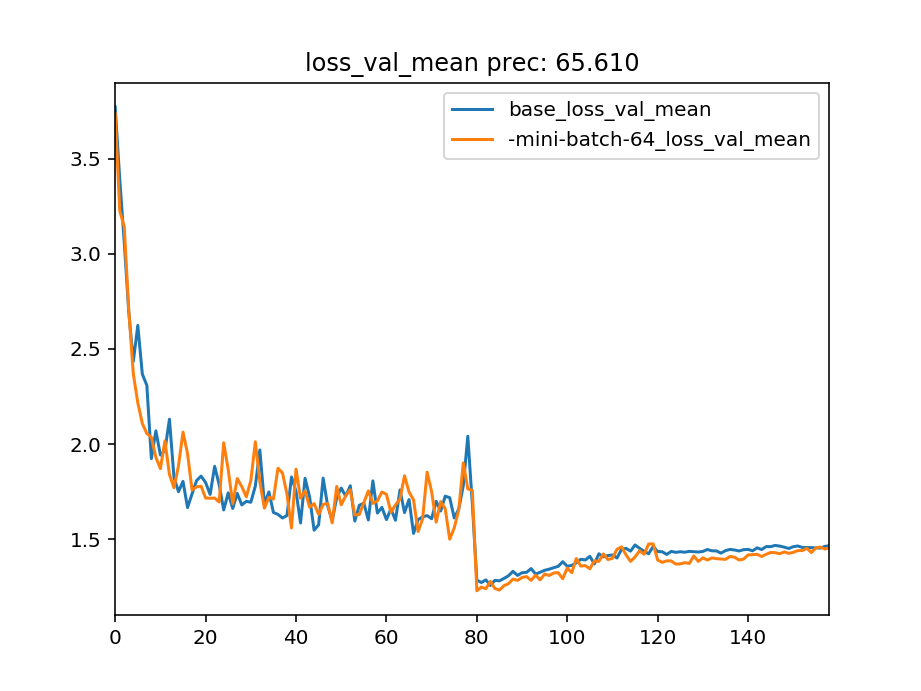 loss_val_mean prec: 65.610
base_loss_val_mean
-mini-batch-64_loss_val_mean
3.5
3.0
2.5
2.0
1.5
0 20 40 60 80 100 120 140